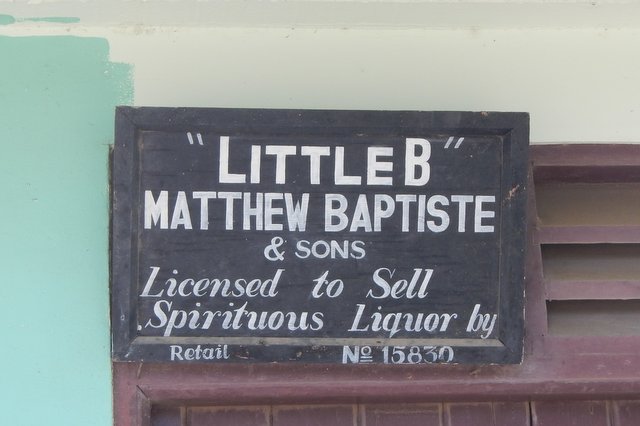 "LITTLE B"
MATTHEW BAPTISTE
& SONS
Licensed to Sell
Spirituous Liquor by
Retail Nº 15830